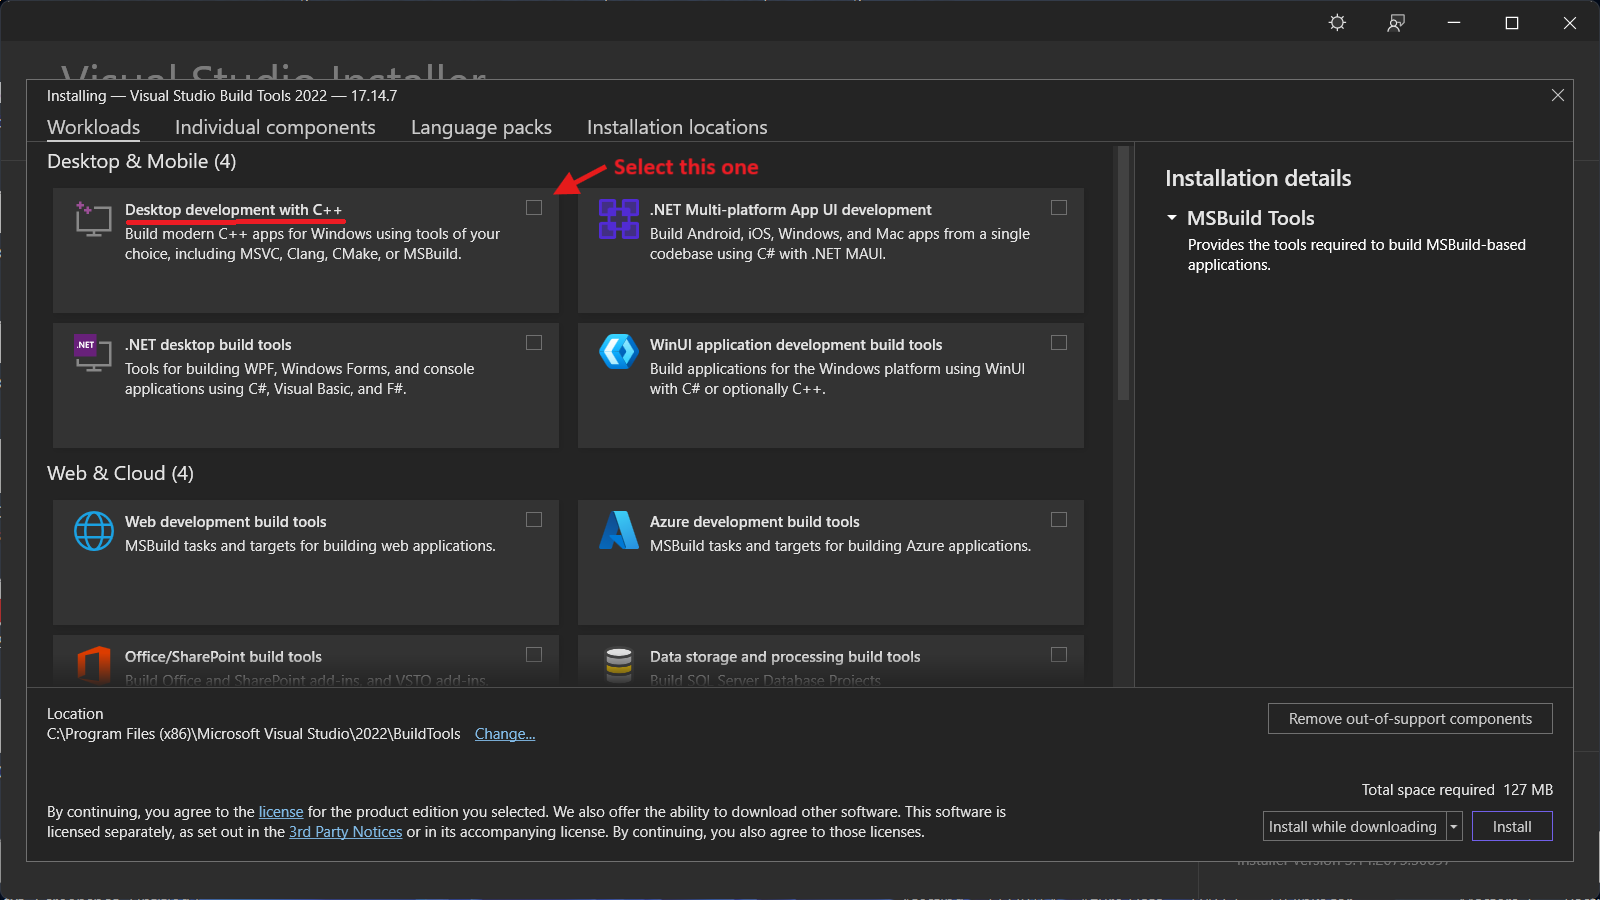 Visual Studio Installer
Installing — Visual Studio Build Tools 2022 — 17.14.7
Workloads
Individual components
Language packs
Installation locations
Desktop & Mobile (4)
Select this one
Desktop development with C++
Build modern C++ apps for Windows using tools of your
choice, including MSVC, Clang, CMake, or MSBuild.
.NET Multi-platform App UI development
Build Android, iOS, Windows, and Mac apps from a single
codebase using C# with .NET MAUI.
.NET
.NET desktop build tools
Tools for building WPF, Windows Forms, and console
applications using C#, Visual Basic, and F#.
WinUI application development build tools
Build applications for the Windows platform using WinUI
with C# or optionally C++.
Web & Cloud (4)
Web development build tools
MSBuild tasks and targets for building web applications.
Azure development build tools
MSBuild tasks and targets for building Azure applications.
Office/SharePoint build tools
Build Office and SharePoint add-ins, and VSTO add-ins.
Data storage and processing build tools
Build SQL Server Database Projects
Installation details
MSBuild Tools
Provides the tools required to build MSBuild-based
applications.
Location
C:\Program Files (x86)\Microsoft Visual Studio\2022\BuildTools
Change...
Remove out-of-support components
Total space required 127 MB
By continuing, you agree to the license for the product edition you selected. We also offer the ability to download other software. This software is
licensed separately, as set out in the 3rd Party Notices or in its accompanying license. By continuing, you also agree to those licenses.
Install while downloading
Install